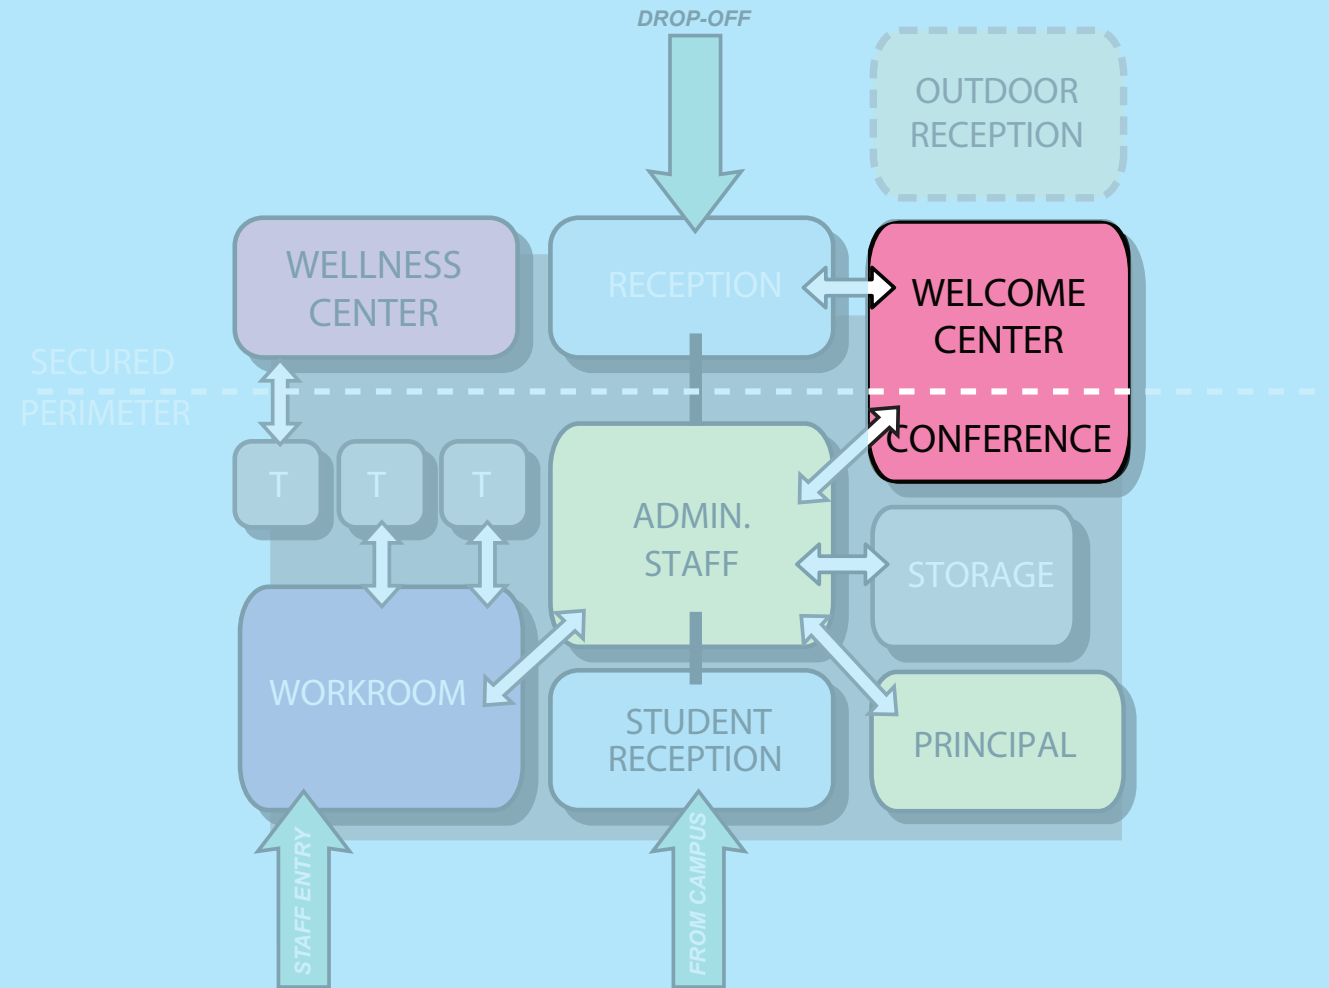 DROP-OFF
OUTDOOR
RECEPTION
WELLNESS
CENTER
RECEPTION
WELCOME
CENTER
SECURED
PERIMETER
CONFERENCE
T
T
T
ADMIN.
STAFF
STORAGE
WORKROOM
STUDENT
RECEPTION
PRINCIPAL
STAFF ENTRY
FROM CAMPUS